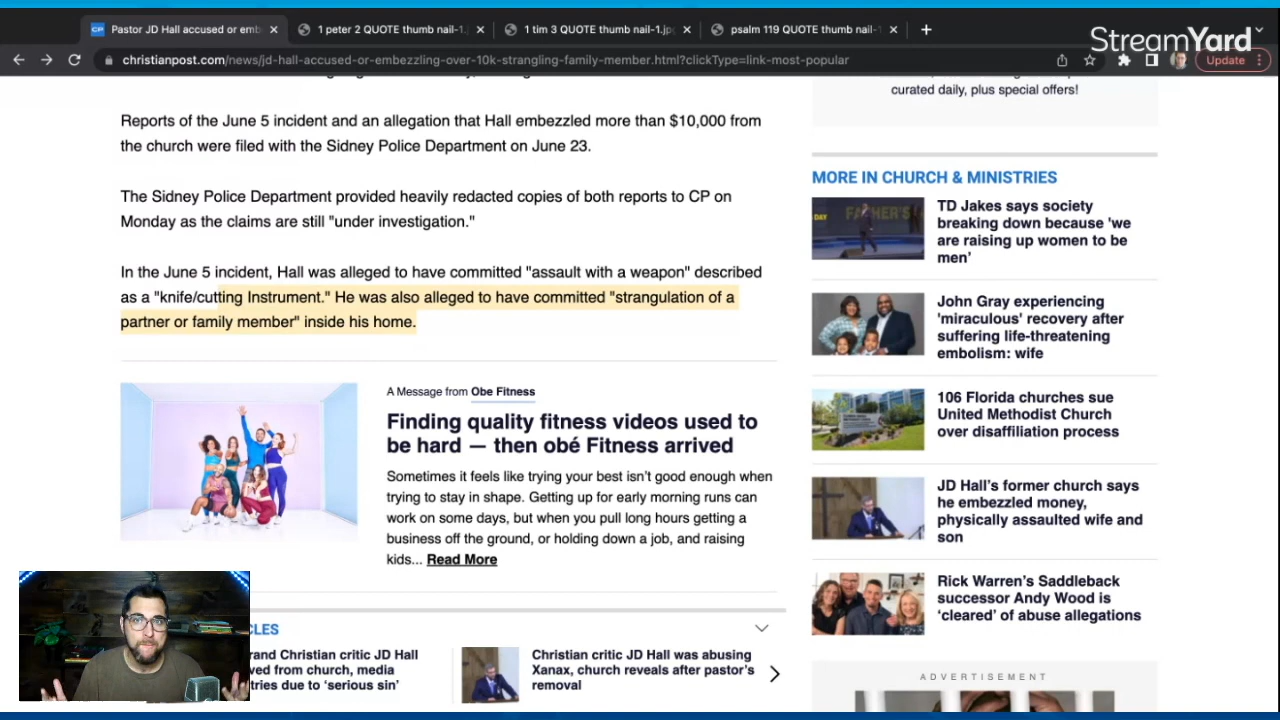 Pastor JD Hall accused or emb
1 peter 2 QUOTE thumb nail-1.j
1 tim 3 QUOTE thumb nail-1.jp
psalm 119 QUOTE thumb nail-1
StreamYard
christianpost.com/news/jd-hall-accused-or-embezzling-over-10k-strangling-family-member.html?clickType=link-most-popular
Update
curated daily, plus special offers!
Reports of the June 5 incident and an allegation that Hall embezzled more than $10,000 from
the church were filed with the Sidney Police Department on June 23.
The Sidney Police Department provided heavily redacted copies of both reports to CP on
Monday as the claims are still "under investigation."
In the June 5 incident, Hall was alleged to have committed "assault with a weapon" described
as a "knife/cutting Instrument." He was also alleged to have committed "strangulation of a
partner or family member" inside his home.
A Message from Obe Fitness
Finding quality fitness videos used to
be hard — then obé Fitness arrived
Sometimes it feels like trying your best isn't good enough when
trying to stay in shape. Getting up for early morning runs can
work on some days, but when you pull long hours getting a
business off the ground, or holding down a job, and raising
kids... Read More
CLES
rand Christian critic JD Hall
ved from church, media
tries due to 'serious sin'
Christian critic JD Hall was abusing
Xanax, church reveals after pastor's
removal
MORE IN CHURCH & MINISTRIES
TD Jakes says society
breaking down because 'we
are raising up women to be
men'
John Gray experiencing
'miraculous' recovery after
suffering life-threatening
embolism: wife
106 Florida churches sue
United Methodist Church
over disaffiliation process
JD Hall's former church says
he embezzled money,
physically assaulted wife and
son
Rick Warren's Saddleback
successor Andy Wood is
'cleared' of abuse allegations
ADVERTISEMENT